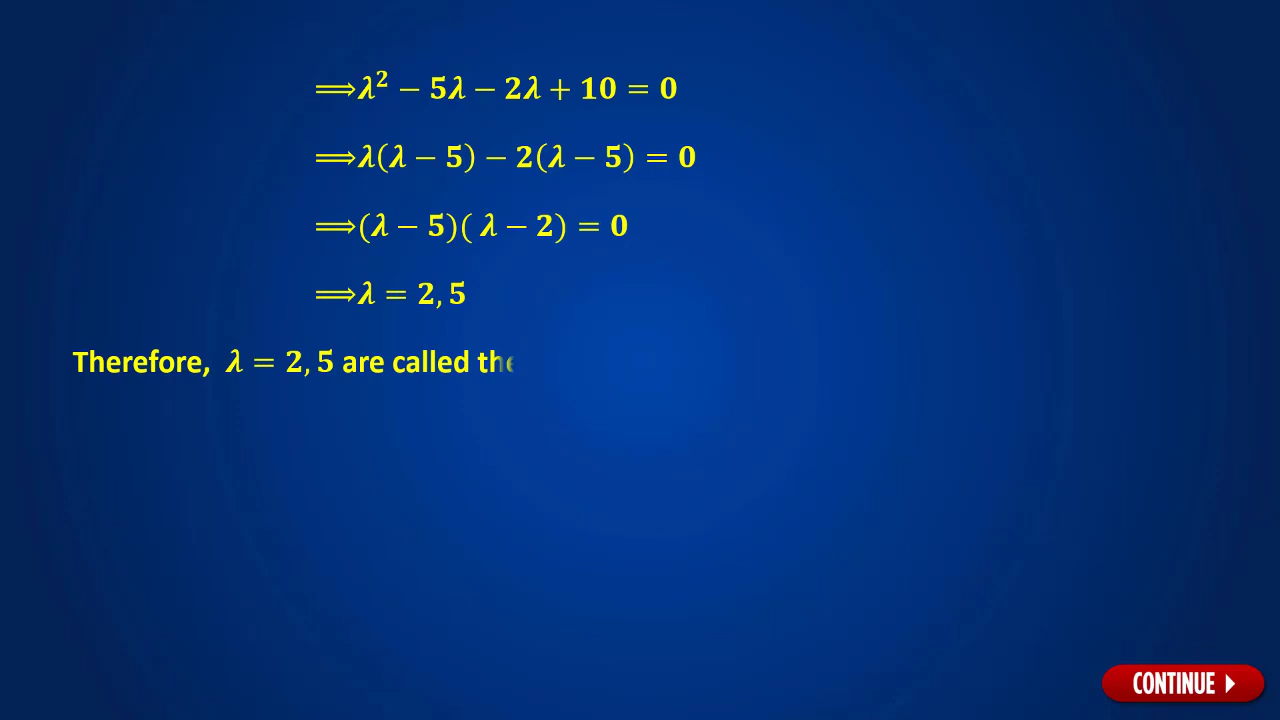 ⟹λ² − 5λ − 2λ + 10 = 0
⟹λ(λ − 5) − 2(λ − 5) = 0
⟹(λ − 5)( λ − 2) = 0
⟹λ = 2, 5
Therefore, λ = 2, 5 are called the
CONTINUE